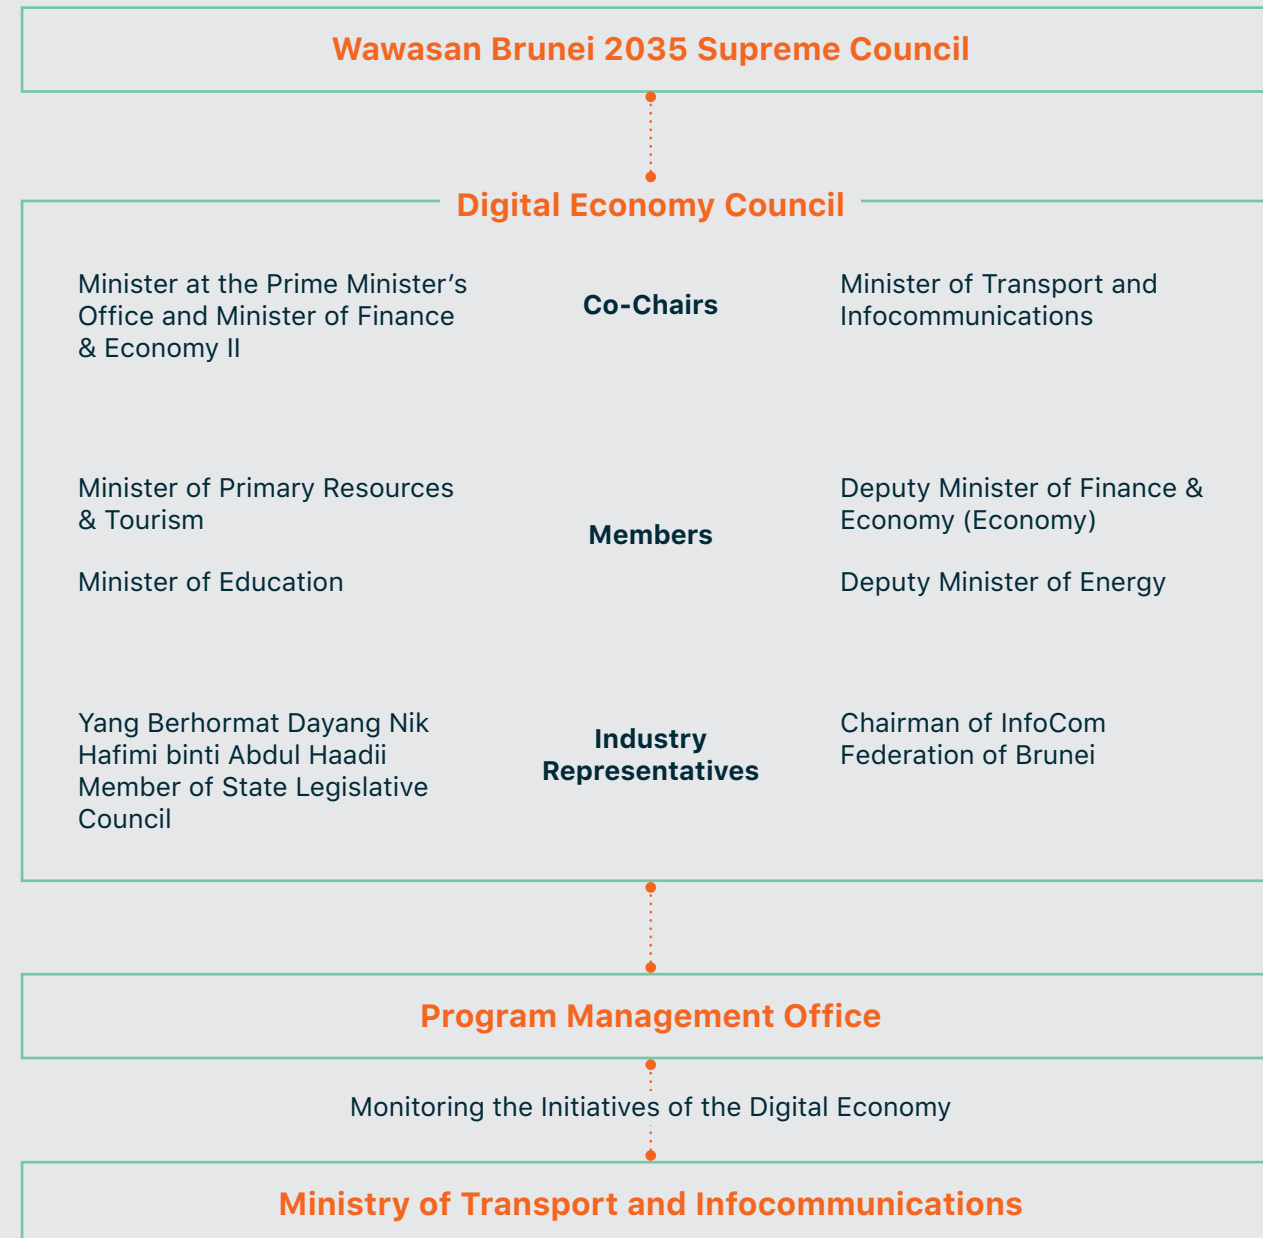 Wawasan Brunei 2035 Supreme Council
Digital Economy Council
Minister at the Prime Minister’s
Office and Minister of Finance
& Economy II
Co-Chairs
Minister of Transport and
Infocommunications
Minister of Primary Resources
& Tourism
Minister of Education
Members
Deputy Minister of Finance &
Economy (Economy)
Deputy Minister of Energy
Yang Berhormat Dayang Nik
Hafimi binti Abdul Haadii
Member of State Legislative
Council
Industry
Representatives
Chairman of InfoCom
Federation of Brunei
Program Management Office
Monitoring the Initiatives of the Digital Economy
Ministry of Transport and Infocommunications